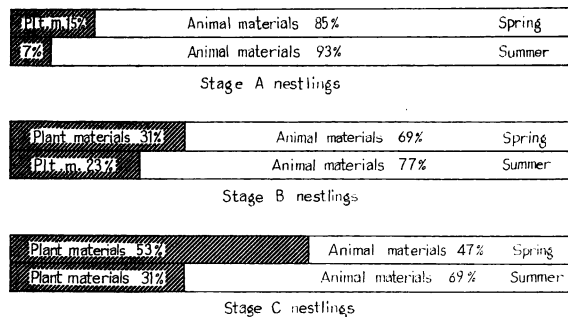 Plt. m. 15% Animal materials 85% Spring
7% Animal materials 93% Summer
Stage A nestlings
Plant materials 31% Animal materials 69% Spring
Plt. m. 23% Animal materials 77% Summer
Stage B nestlings
Plant materials 53% Animal materials 47% Spring
Plant materials 31% Animal materials 69% Summer
Stage C nestlings